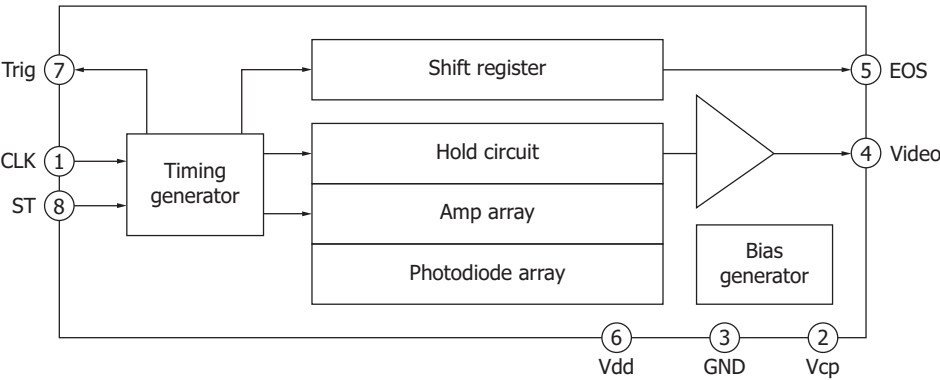 Trig 7
Shift register
5 EOS
CLK 1
Timing
generator
Hold circuit
4 Video
ST 8
Amp array
Photodiode array
Bias
generator
6
3
2
Vdd
GND
Vcp